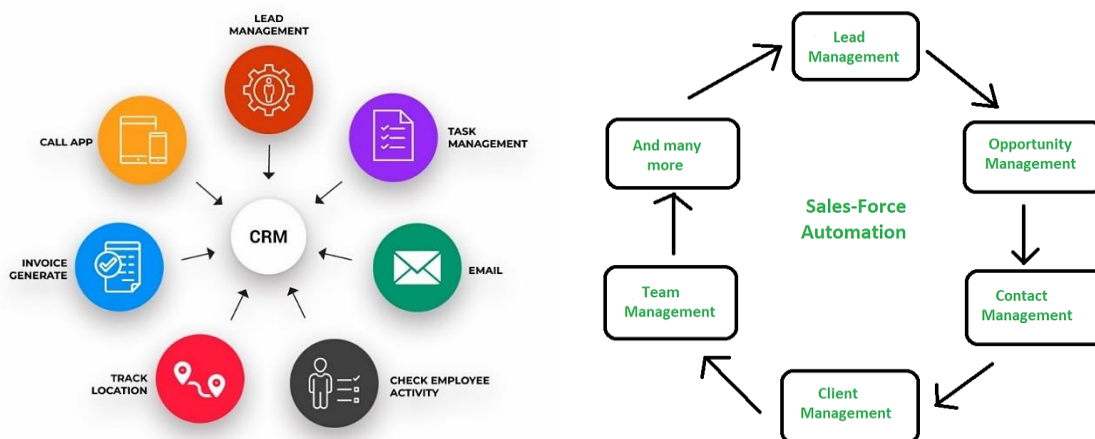 LEAD
MANAGEMENT
CALL APP
TASK
MANAGEMENT
CRM
INVOICE
GENERATE
EMAIL
TRACK
LOCATION
CHECK EMPLOYEE
ACTIVITY
Lead
Management
And many
more
Opportunity
Management
Sales-Force
Automation
Team
Management
Contact
Management
Client
Management